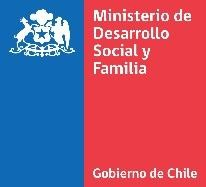 Ministerio de
Desarrollo
Social y
Familia
Gobierno de Chile